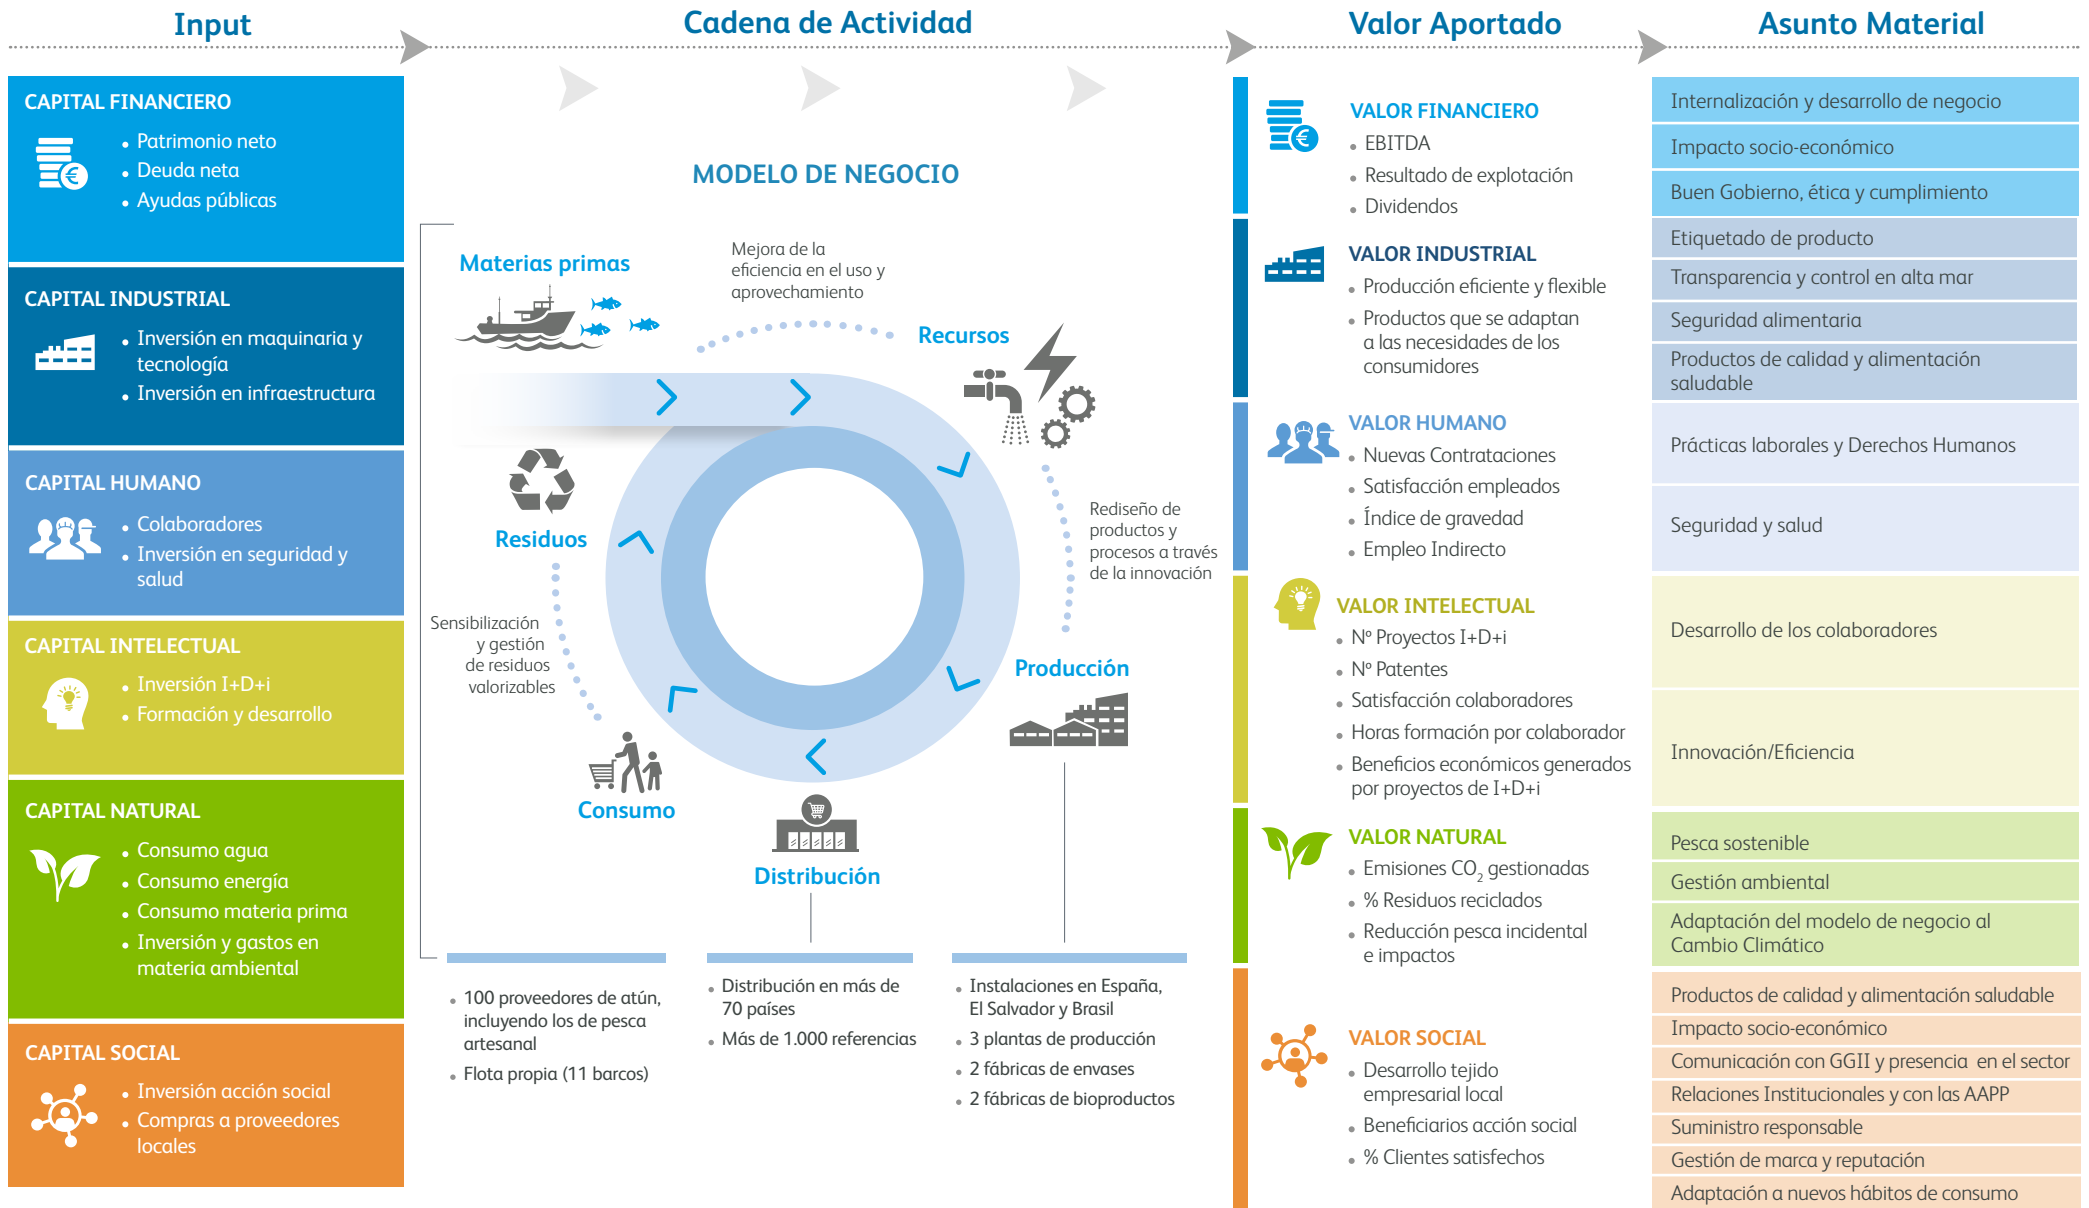 Input
Cadena de Actividad
Valor Aportado
Asunto Material
CAPITAL FINANCIERO
• Patrimonio neto
• Deuda neta
• Ayudas públicas
CAPITAL INDUSTRIAL
• Inversión en maquinaria y
tecnología
• Inversión en infraestructura
CAPITAL HUMANO
• Colaboradores
• Inversión en seguridad y
salud
CAPITAL INTELECTUAL
• Inversión I+D+i
• Formación y desarrollo
CAPITAL NATURAL
• Consumo agua
• Consumo energía
• Consumo materia prima
• Inversión y gastos en
materia ambiental
CAPITAL SOCIAL
• Inversión acción social
• Compras a proveedores
locales
MODELO DE NEGOCIO
Materias primas
Mejora de la
eficiencia en el uso y
aprovechamiento
Recursos
Rediseño de
productos y
procesos a través
de la innovación
Producción
Distribución
Consumo
Sensibilización
y gestión
de residuos
valorizables
Residuos
• 100 proveedores de atún,
incluyendo los de pesca
artesanal
• Flota propia (11 barcos)
• Distribución en más de
70 países
• Más de 1.000 referencias
• Instalaciones en España,
El Salvador y Brasil
• 3 plantas de producción
• 2 fábricas de envases
• 2 fábricas de bioproductos
VALOR FINANCIERO
• EBITDA
• Resultado de explotación
• Dividendos
VALOR INDUSTRIAL
• Producción eficiente y flexible
• Productos que se adaptan
a las necesidades de los
consumidores
VALOR HUMANO
• Nuevas Contrataciones
• Satisfacción empleados
• Índice de gravedad
• Empleo Indirecto
VALOR INTELECTUAL
• Nº Proyectos I+D+i
• Nº Patentes
• Satisfacción colaboradores
• Horas formación por colaborador
• Beneficios económicos generados
por proyectos de I+D+i
VALOR NATURAL
• Emisiones CO₂ gestionadas
• % Residuos reciclados
• Reducción pesca incidental
e impactos
VALOR SOCIAL
• Desarrollo tejido
empresarial local
• Beneficiarios acción social
• % Clientes satisfechos
Internalización y desarrollo de negocio
Impacto socio-económico
Buen Gobierno, ética y cumplimiento
Etiquetado de producto
Transparencia y control en alta mar
Seguridad alimentaria
Productos de calidad y alimentación
saludable
Prácticas laborales y Derechos Humanos
Seguridad y salud
Desarrollo de los colaboradores
Innovación/Eficiencia
Pesca sostenible
Gestión ambiental
Adaptación del modelo de negocio al
Cambio Climático
Productos de calidad y alimentación saludable
Impacto socio-económico
Comunicación con GGII y presencia en el sector
Relaciones Institucionales y con las AAPP
Suministro responsable
Gestión de marca y reputación
Adaptación a nuevos hábitos de consumo